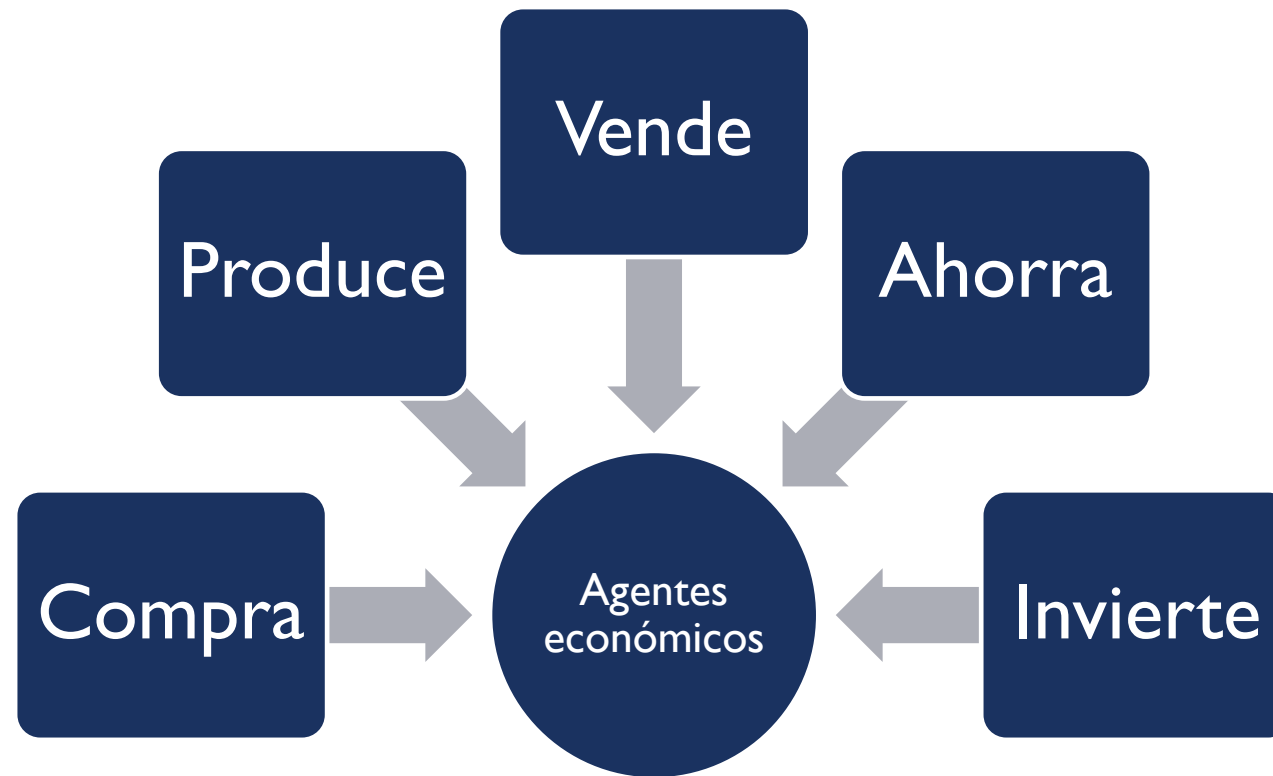 Vende
Produce
Ahorra
Compra
Agentes
económicos
Invierte